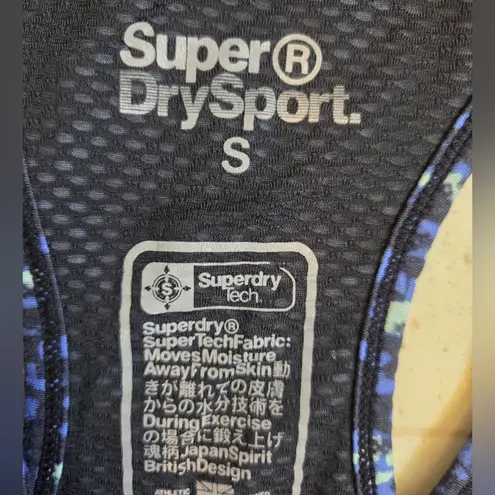 Super®
DrySport.
S
Superdry
Tech.
Superdry®
SuperTechFabric:
MovesMoisture
AwayFromSkin動
きが離れての皮膚
からの水分技術を
DuringExercise
の場合に鍛え上げ
魂柄JapanSpirit
BritishDesign
ATHLETIC